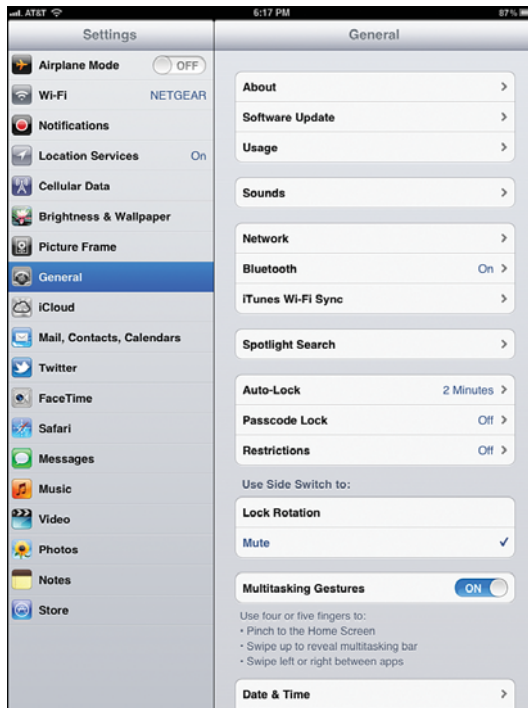 AT&T 6:17 PM 87%
Settings
Airplane Mode OFF
Wi-Fi NETGEAR
Notifications
Location Services On
Cellular Data
Brightness & Wallpaper
Picture Frame
General
iCloud
Mail, Contacts, Calendars
Twitter
FaceTime
Safari
Messages
Music
Video
Photos
Notes
Store
General
About
Software Update
Usage
Sounds
Network
Bluetooth On
iTunes Wi-Fi Sync
Spotlight Search
Auto-Lock 2 Minutes
Passcode Lock Off
Restrictions Off
Use Side Switch to:
Lock Rotation
Mute
Multitasking Gestures ON
Use four or five fingers to:
• Pinch to the Home Screen
• Swipe up to reveal multitasking bar
• Swipe left or right between apps
Date & Time